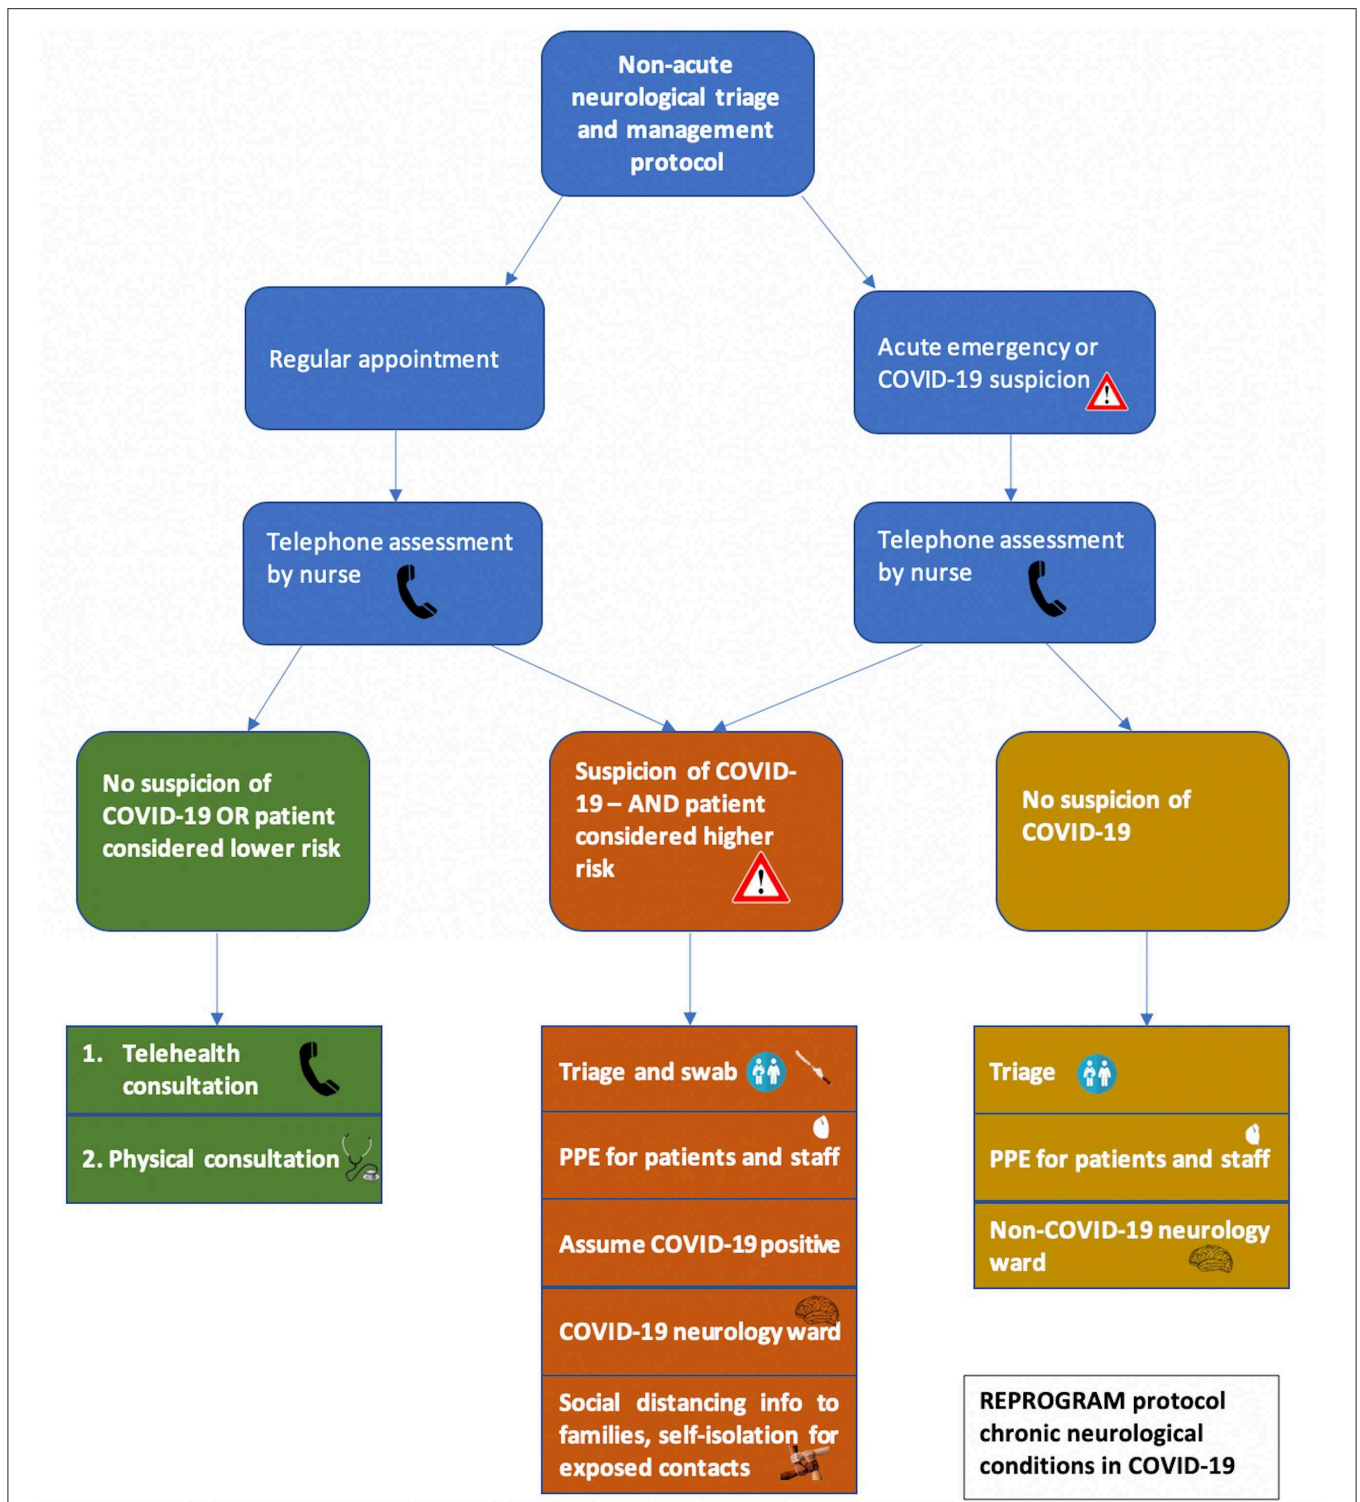 Non-acute
neurological triage
and management
protocol
Regular appointment
Acute emergency or
COVID-19 suspicion
Telephone assessment
by nurse
Telephone assessment
by nurse
No suspicion of
COVID-19 OR patient
considered lower risk
Suspicion of COVID-
19 – AND patient
considered higher
risk
No suspicion of
COVID-19
1. Telehealth
consultation
2. Physical consultation
Triage and swab
PPE for patients and staff
Assume COVID-19 positive
COVID-19 neurology ward
Social distancing info to
families, self-isolation for
exposed contacts
Triage
PPE for patients and staff
Non-COVID-19 neurology
ward
REPROGRAM protocol
chronic neurological
conditions in COVID-19